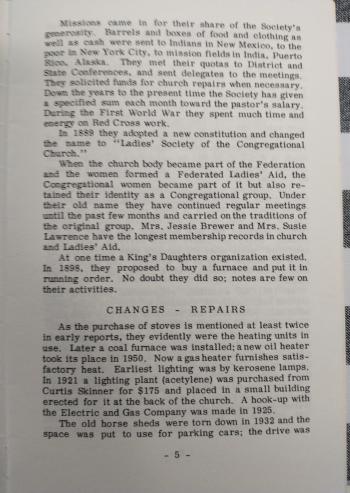 Missions came in for their share of the Society's
generosity. Barrels and boxes of food and clothing as
well as cash were sent to Indians in New Mexico, to the
poor in New York City, to mission fields in India, Puerto
Rico, Alaska. They met their quotas to District and
State Conferences, and sent delegates to the meetings.
They solicited funds for church repairs when necessary.
Down the years to the present time the Society has given
a specified sum each month toward the pastor's salary.
During the First World War they spent much time and
energy on Red Cross work.
In 1889 they adopted a new constitution and changed
the name to "Ladies' Society of the Congregational
Church."
When the church body became part of the Federation
and the women formed a Federated Ladies' Aid, the
Congregational women became part of it but also re-
tained their identity as a Congregational group. Under
their old name they have continued regular meetings
until the past few months and carried on the traditions of
the original group. Mrs. Jessie Brewer and Mrs. Susie
Lawrence have the longest membership records in church
and Ladies' Aid.
At one time a King's Daughters organization existed.
In 1898, they proposed to buy a furnace and put it in
running order. No doubt they did so; notes are few on
their activities.
CHANGES - REPAIRS
As the purchase of stoves is mentioned at least twice
in early reports, they evidently were the heating units in
use. Later a coal furnace was installed; a new oil heater
took its place in 1950. Now a gas heater furnishes satis-
factory heat. Earliest lighting was by kerosene lamps.
In 1921 a lighting plant (acetylene) was purchased from
Curtis Skinner for $175 and placed in a small building
erected for it at the back of the church. A hook-up with
the Electric and Gas Company was made in 1925.
The old horse sheds were torn down in 1932 and the
space was put to use for parking cars; the drive was
- 5 -